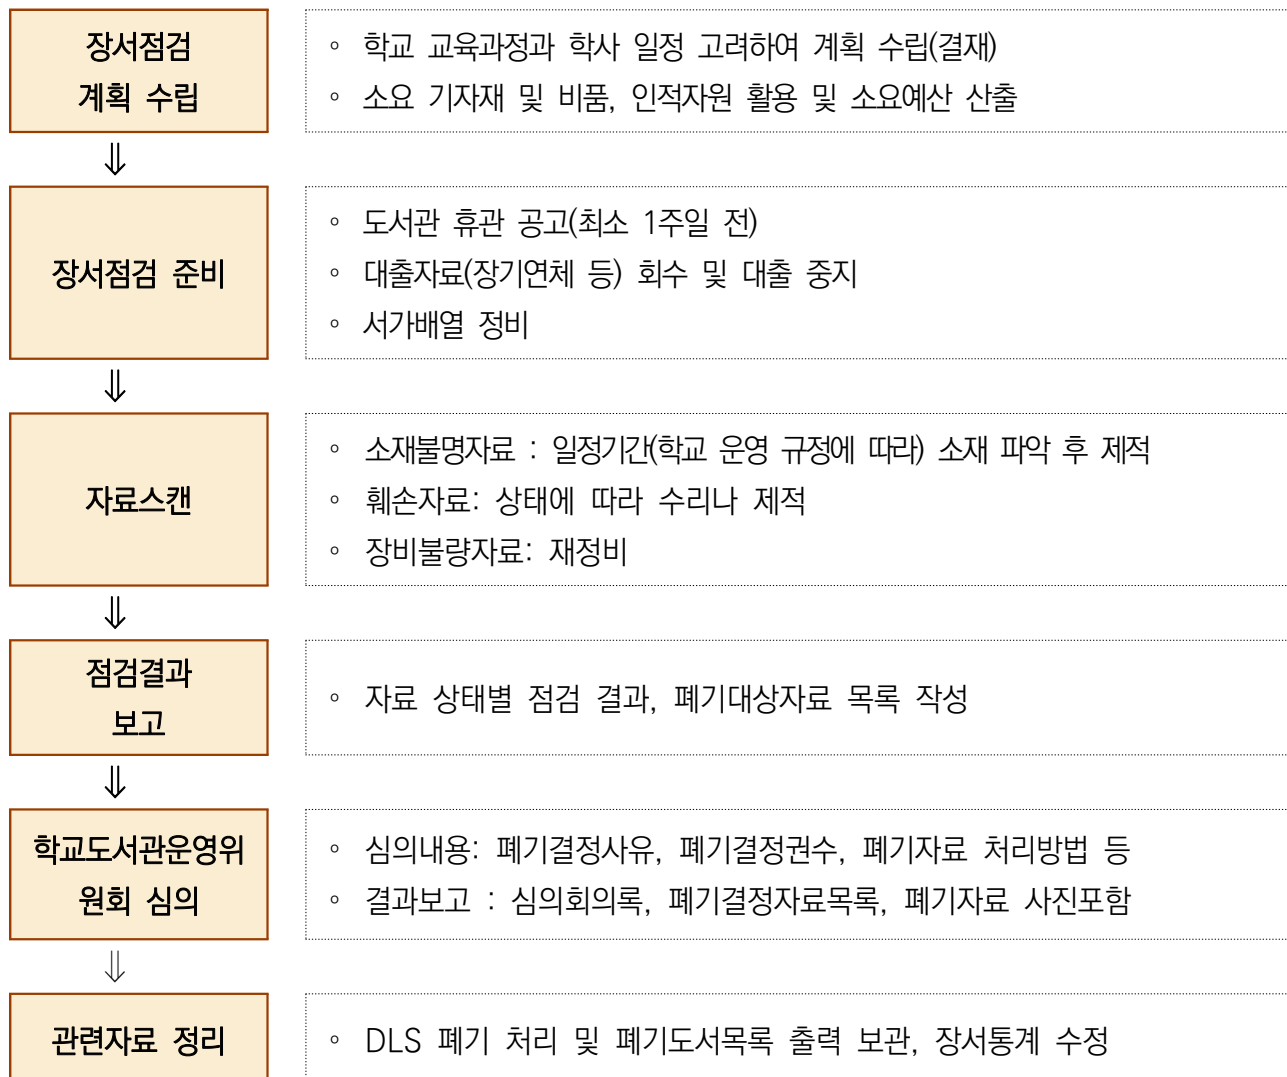 장서점검
계획 수립
◦ 학교 교육과정과 학사 일정 고려하여 계획 수립(결재)
◦ 소요 기자재 및 비품, 인적자원 활용 및 소요예산 산출
⇓
장서점검 준비
◦ 도서관 휴관 공고(최소 1주일 전)
◦ 대출자료(장기연체 등) 회수 및 대출 중지
◦ 서가배열 정비
⇓
자료스캔
◦ 소재불명자료 : 일정기간(학교 운영 규정에 따라) 소재 파악 후 제적
◦ 훼손자료: 상태에 따라 수리나 제적
◦ 장비불량자료: 재정비
⇓
점검결과
보고
◦ 자료 상태별 점검 결과, 폐기대상자료 목록 작성
⇓
학교도서관운영위
원회 심의
◦ 심의내용: 폐기결정사유, 폐기결정권수, 폐기자료 처리방법 등
◦ 결과보고 : 심의회의록, 폐기결정자료목록, 폐기자료 사진포함
⇓
관련자료 정리
◦ DLS 폐기 처리 및 폐기도서목록 출력 보관, 장서통계 수정